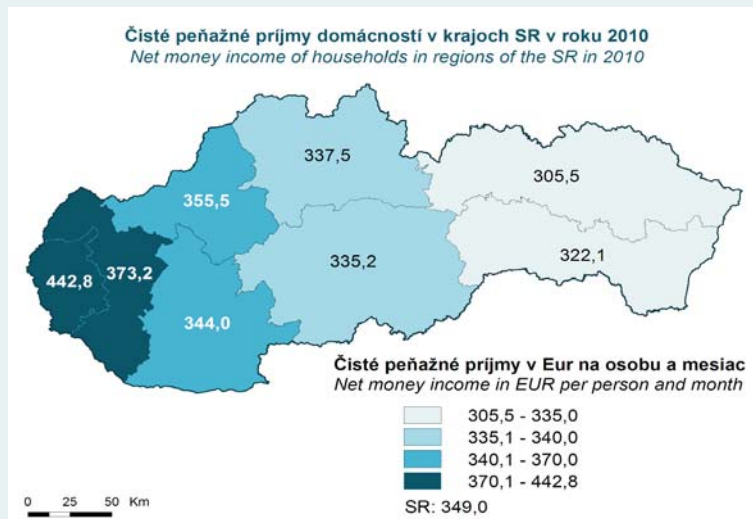 Čisté peňažné príjmy domácností v krajoch SR v roku 2010
Net money income of households in regions of the SR in 2010
337,5
305,5
355,5
322,1
373,2
335,2
442,8
344,0
Čisté peňažné príjmy v Eur na osobu a mesiac
Net money income in EUR per person and month
305,5 - 335,0
335,1 - 340,0
340,1 - 370,0
370,1 - 442,8
SR: 349,0
0 25 50 Km